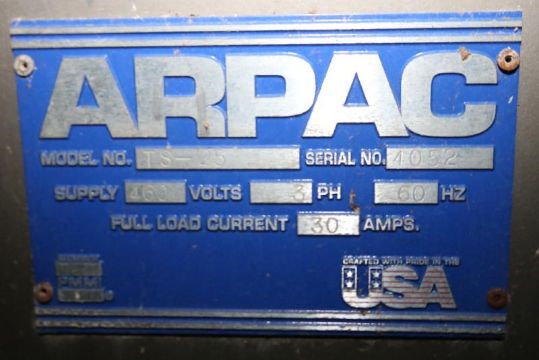 ARPAC
MODEL NO. TS-25 SERIAL NO. 4052
SUPPLY 460 VOLTS 3 PH 60 HZ
FULL LOAD CURRENT 30 AMPS.
PMMI
CRAFTED WITH PRIDE IN THE
USA